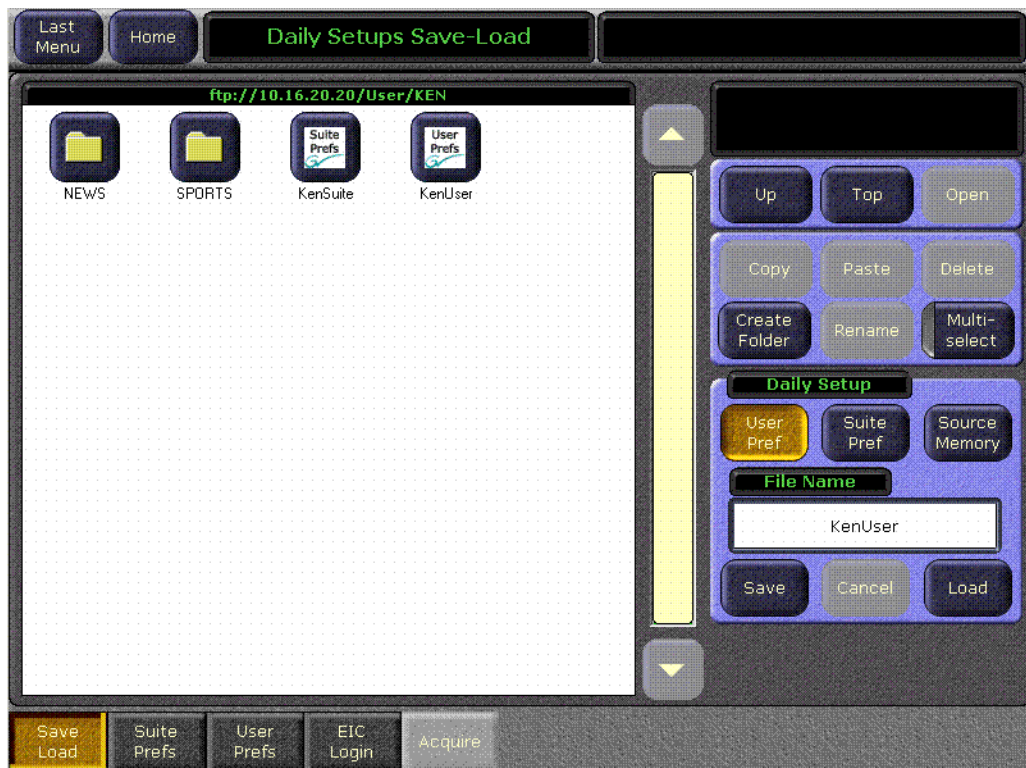 Last
Menu
Home
Daily Setups Save-Load
ftp://10.16.20.20/User/KEN
Suite
Prefs
User
Prefs
NEWS
SPORTS
KenSuite
KenUser
Up
Top
Open
Copy
Paste
Delete
Create
Folder
Rename
Multi-
select
Daily Setup
User
Pref
Suite
Pref
Source
Memory
File Name
KenUser
Save
Cancel
Load
Save
Load
Suite
Prefs
User
Prefs
EIC
Login
Acquire